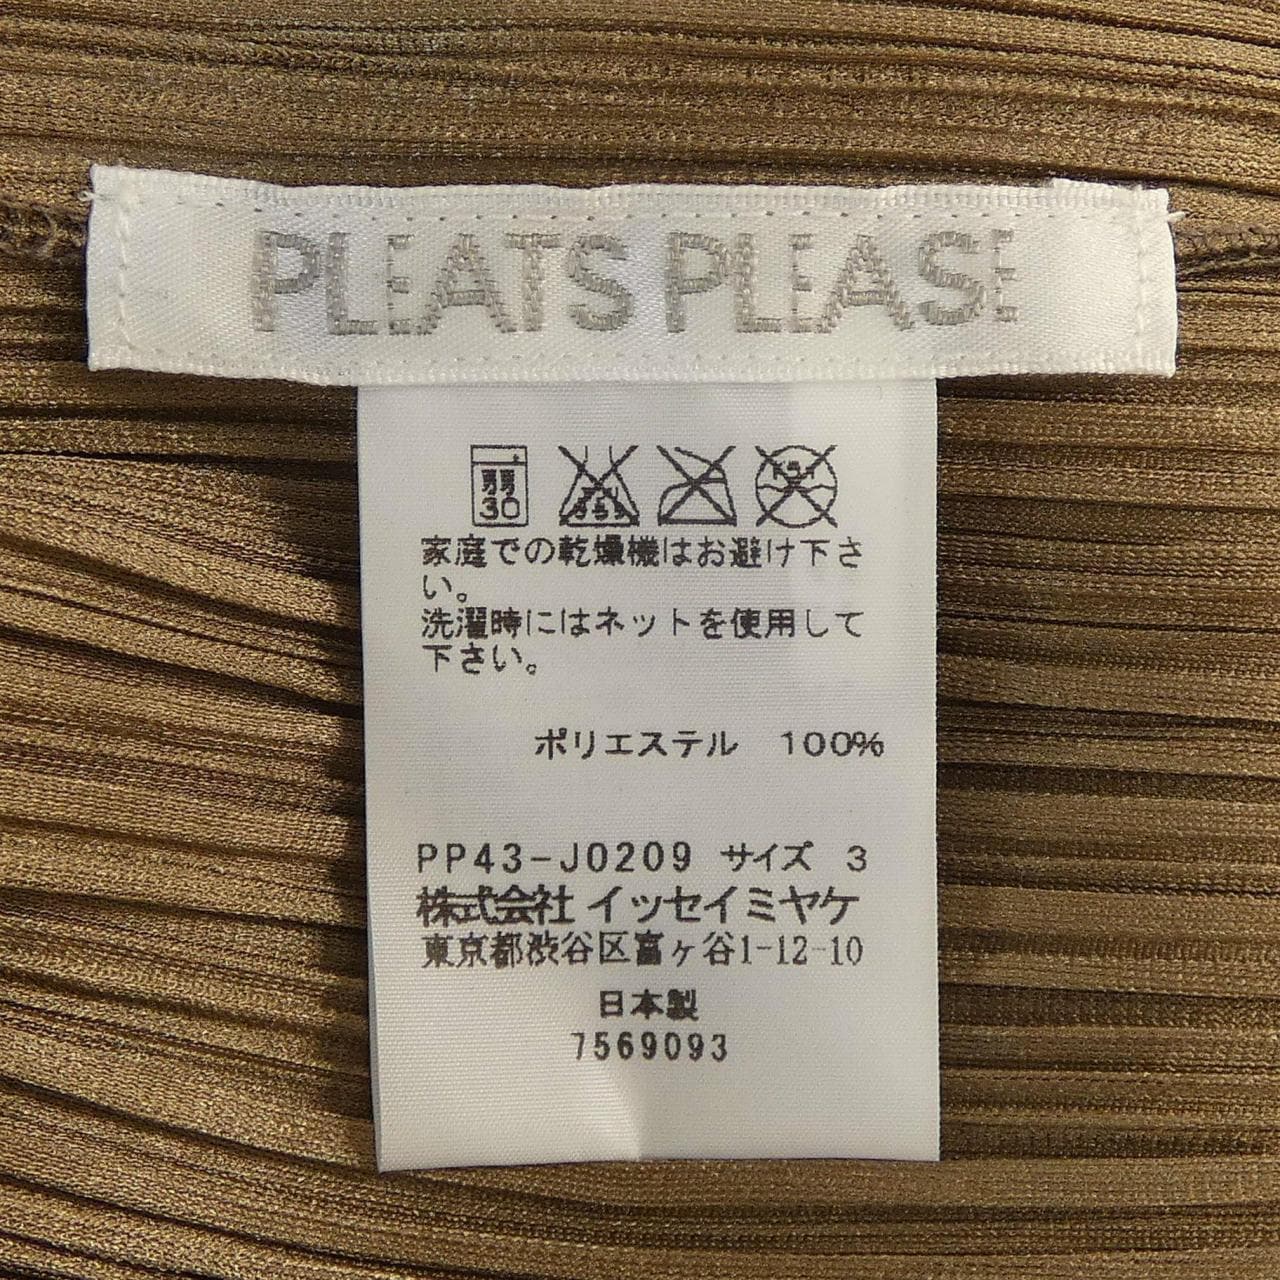 PLEATS PLEASE
弱
30
家庭での乾燥機はお避け下さ
い。
洗濯時にはネットを使用して
下さい。
ポリエステル 100%
PP43-J0209 サイズ 3
株式会社 イッセイミヤケ
東京都渋谷区富ヶ谷1-12-10
日本製
7569093